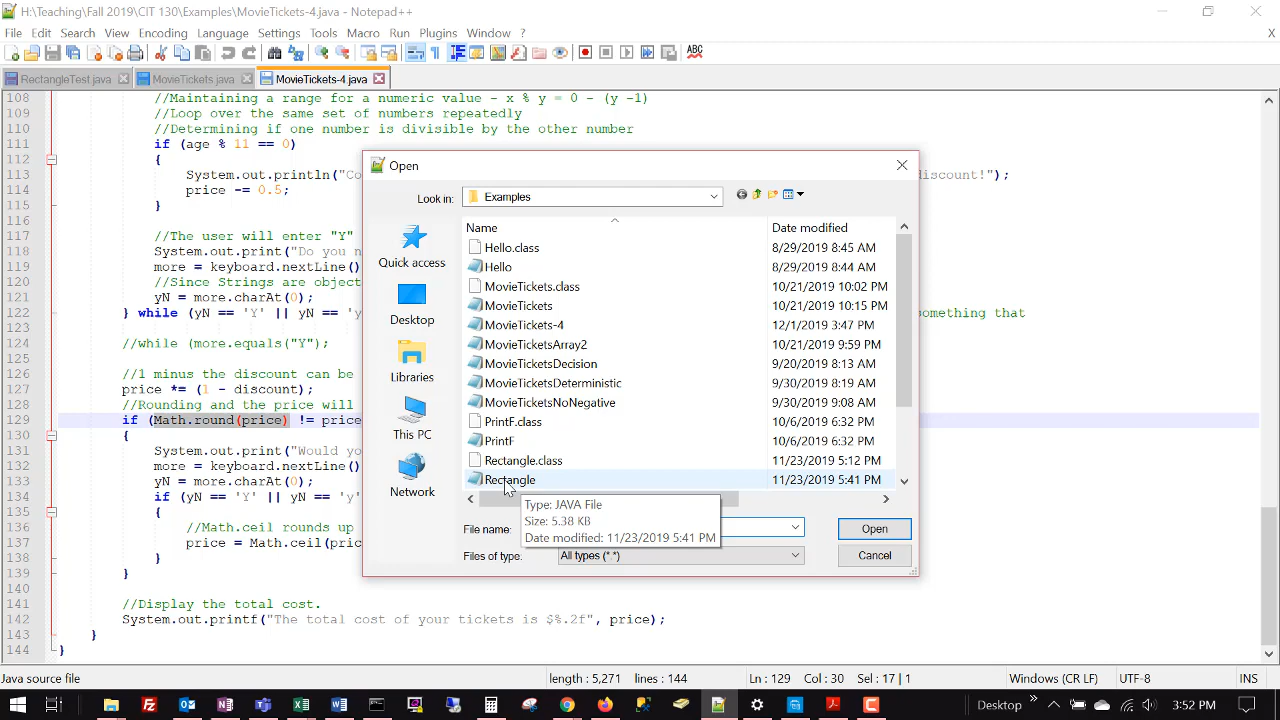 H:\Teaching\Fall 2019\CIT 130\Examples\MovieTickets-4.java - Notepad++
File Edit Search View Encoding Language Settings Tools Macro Run Plugins Window ? X
ABC
RectangleTest.java MovieTickets.java MovieTickets-4.java
108 //Maintaining a range for a numeric value - x % y = 0 - (y -1)
109 //Loop over the same set of numbers repeatedly
110 //Determining if one number is divisible by the other number
111 if (age % 11 == 0)
112 {
113 System.out.println("Co iscount!");
114 price -= 0.5;
115 }
116
117 //The user will enter "Y"
118 System.out.print("Do you n
119 more = keyboard.nextLine()
120 //Since Strings are object
121 yN = more.charAt(0);
122 } while (yN == 'Y' || yN == 'y something that
123
124 //while (more.equals("Y");
125
126 //1 minus the discount can be
127 price *= (1 - discount);
128 //Rounding and the price will
129 if (Math.round(price) != price
130 {
131 System.out.print("Would yo
132 more = keyboard.nextLine()
133 yN = more.charAt(0);
134 if (yN == 'Y' || yN == 'y'
135 {
136 //Math.ceil rounds up
137 price = Math.ceil(pric
138 }
139 }
140
141 //Display the total cost.
142 System.out.printf("The total cost of your tickets is $%.2f", price);
143 }
144 }
Open
Look in: Examples
Quick access
Desktop
Libraries
This PC
Network
Name Date modified
Hello.class 8/29/2019 8:45 AM
Hello 8/29/2019 8:44 AM
MovieTickets.class 10/21/2019 10:02 PM
MovieTickets 10/21/2019 10:15 PM
MovieTickets-4 12/1/2019 3:47 PM
MovieTicketsArray2 10/21/2019 9:59 PM
MovieTicketsDecision 9/20/2019 8:13 AM
MovieTicketsDeterministic 9/30/2019 8:19 AM
MovieTicketsNoNegative 9/30/2019 9:08 AM
PrintF.class 10/6/2019 6:32 PM
PrintF 10/6/2019 6:32 PM
Rectangle.class 11/23/2019 5:12 PM
Rectangle 11/23/2019 5:41 PM
Type: JAVA File
Size: 5.38 KB
Date modified: 11/23/2019 5:41 PM
File name: Open
Files of type: All types (*.*) Cancel
Java source file length : 5,271 lines : 144 Ln : 129 Col : 30 Sel : 17 | 1 Windows (CR LF) UTF-8 INS
Desktop 3:52 PM